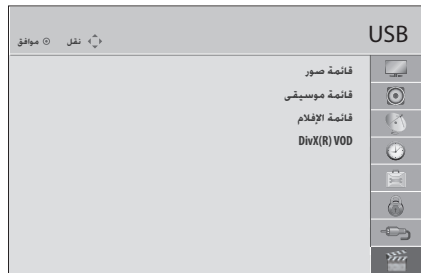 USB
نقل موافق
قائمة صور
قائمة موسيقى
قائمة الإفلام
DivX(R) VOD